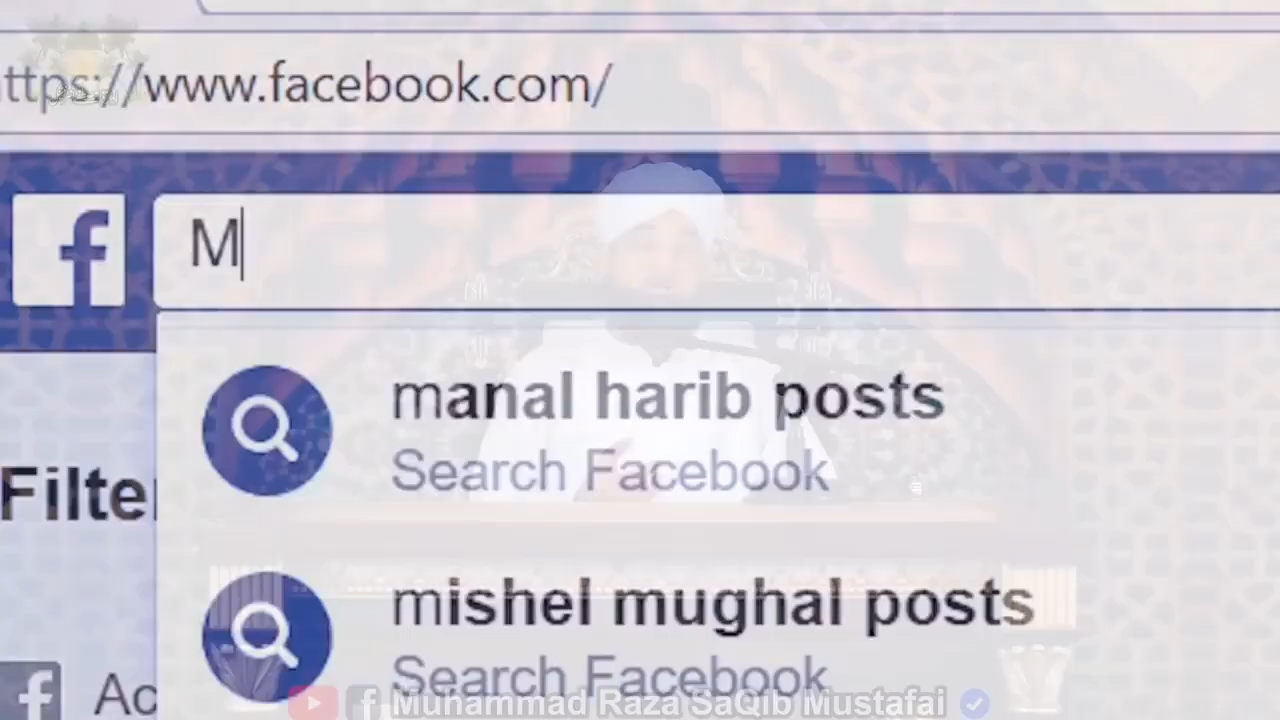 ttps://www.facebook.com/
f
M
manal harib posts
Search Facebook
Filte
mishel mughal posts
Search Facebook
f Ac
f Muhammad Raza SaQib Mustafai